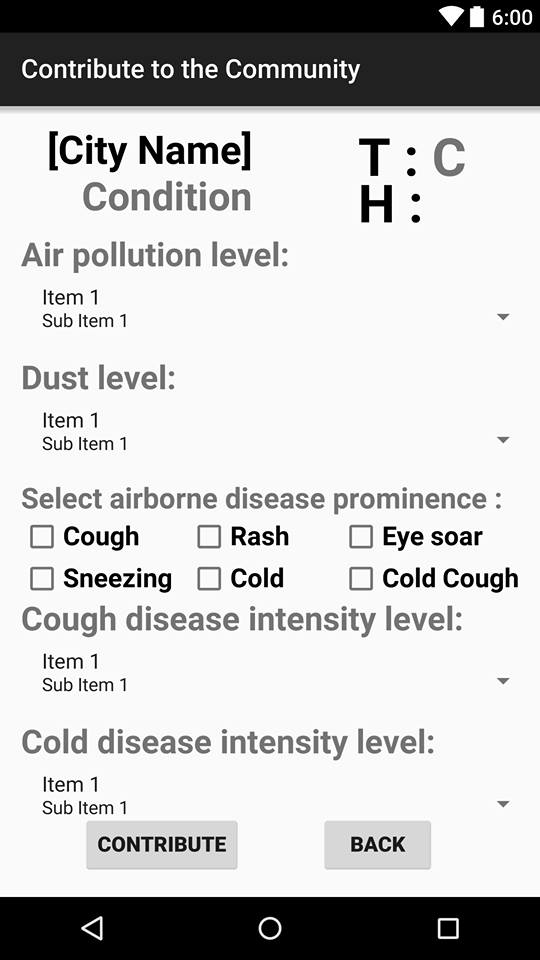 6:00
Contribute to the Community
[City Name]
T : C
Condition
H :
Air pollution level:
Item 1
Sub Item 1
Dust level:
Item 1
Sub Item 1
Select airborne disease prominence :
Cough Rash Eye soar
Sneezing Cold Cold Cough
Cough disease intensity level:
Item 1
Sub Item 1
Cold disease intensity level:
Item 1
Sub Item 1
CONTRIBUTE BACK